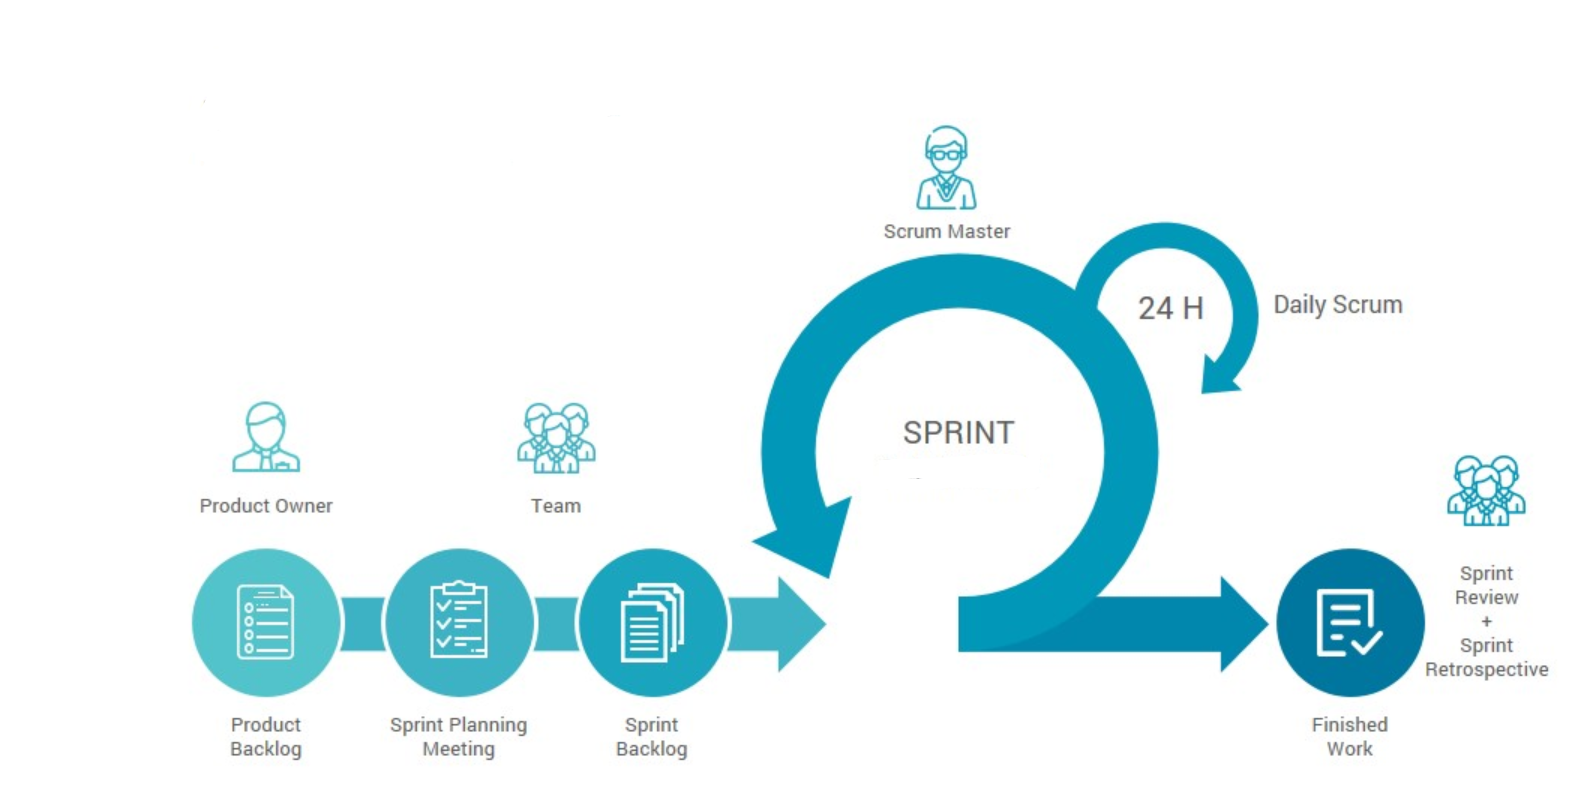 Scrum Master
24 H
Daily Scrum
SPRINT
Product Owner
Team
Sprint
Review
+
Sprint
Retrospective
Product
Backlog
Sprint Planning
Meeting
Sprint
Backlog
Finished
Work